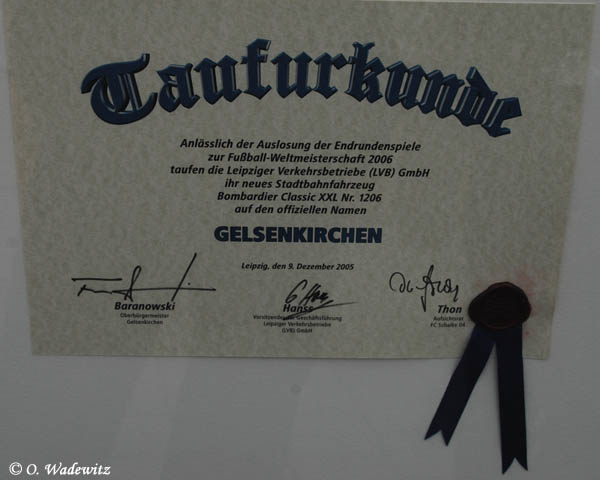 Taufurkunde
Anlässlich der Auslosung der Endrundenspiele
zur Fußball-Weltmeisterschaft 2006
taufen die Leipziger Verkehrsbetriebe (LVB) GmbH
ihr neues Stadtbahnfahrzeug
Bombardier Classic XXL Nr. 1206
auf den offiziellen Namen
GELSENKIRCHEN
Leipzig, den 9. Dezember 2005
Baranowski
Oberbürgermeister
Gelsenkirchen
Hanss
Vorsitzender der Geschäftsführung
Leipziger Verkehrsbetriebe
(LVB) GmbH
Thon
Aufsichtsrat
FC Schalke 04
© O. Wadewitz